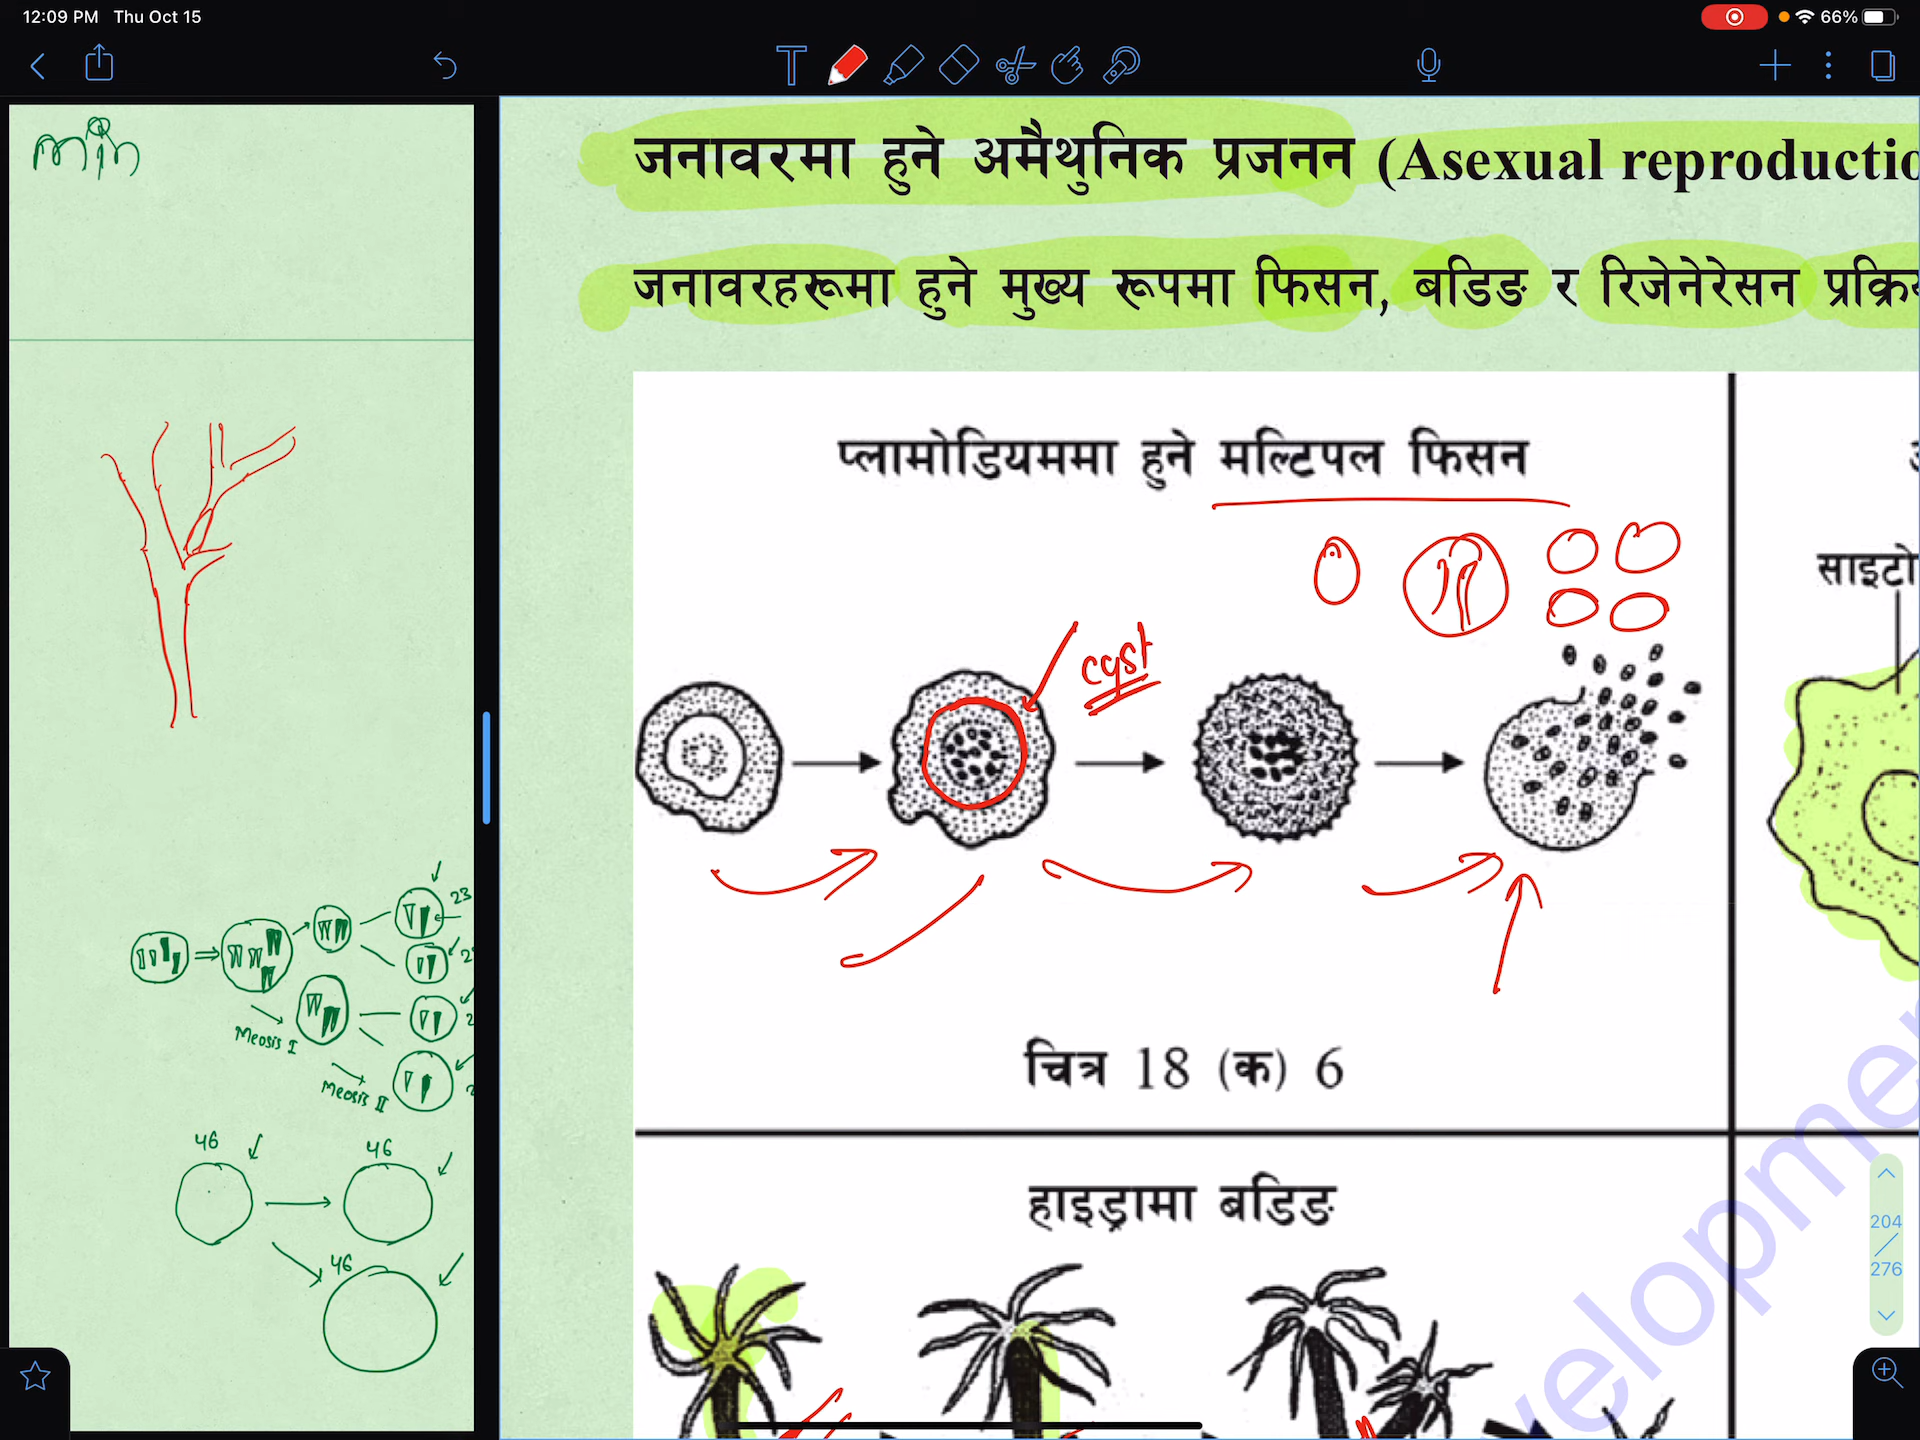 12:09 PM Thu Oct 15
66%
जनावरमा हुने अमैथुनिक प्रजनन (Asexual reproductio
जनावरहरूमा हुने मुख्य रूपमा फिसन, बडिङ र रिजेनेरेसन प्रक्रि
प्लामोडियममा हुने मल्टिपल फिसन
साइटो
cyst
चित्र 18 (क) 6
हाइड्रामा बडिङ
velopmen
204
276
min
23
Meosis I
Meosis II
46
46
46